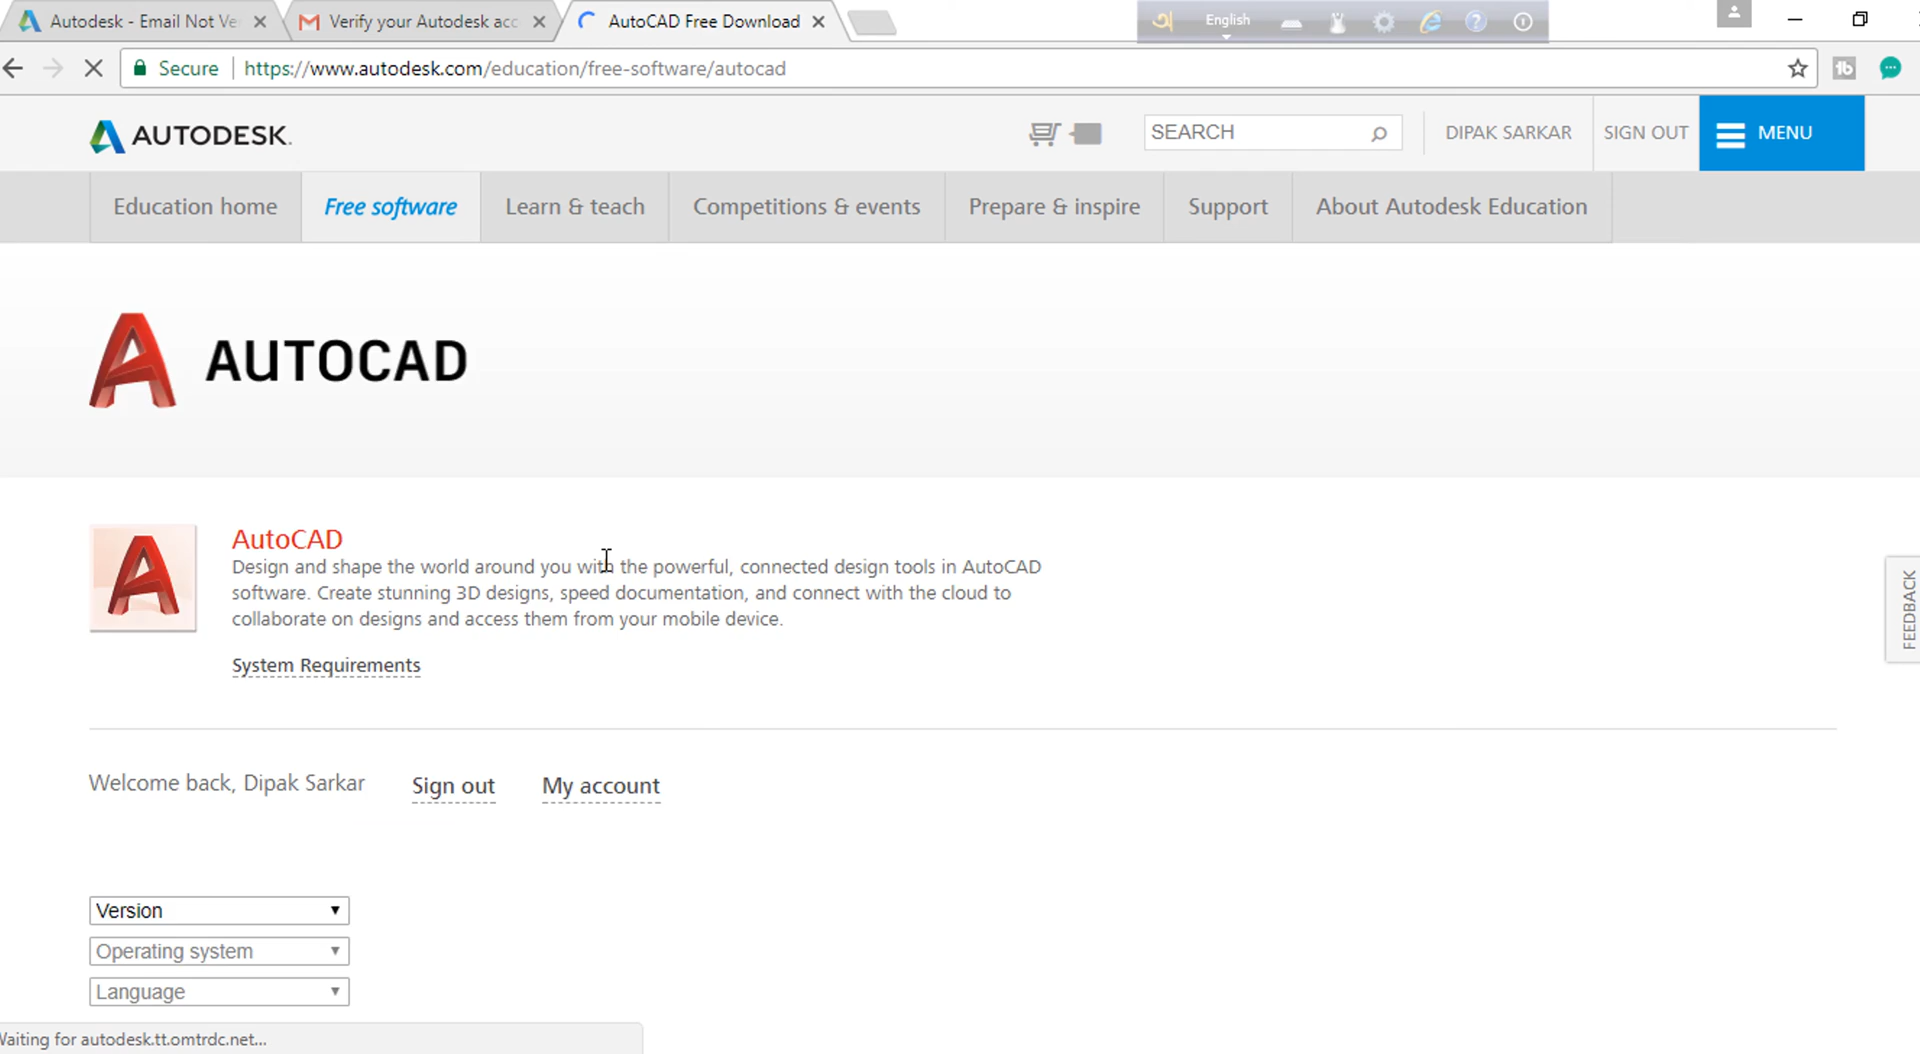 Autodesk - Email Not Ve
Verify your Autodesk acc
AutoCAD Free Download
English
Secure
https://www.autodesk.com/education/free-software/autocad
AUTODESK.
SEARCH
DIPAK SARKAR
SIGN OUT
MENU
Education home
Free software
Learn & teach
Competitions & events
Prepare & inspire
Support
About Autodesk Education
AUTOCAD
AutoCAD
Design and shape the world around you with the powerful, connected design tools in AutoCAD
software. Create stunning 3D designs, speed documentation, and connect with the cloud to
collaborate on designs and access them from your mobile device.
System Requirements
FEEDBACK
Welcome back, Dipak Sarkar
Sign out
My account
Version
Operating system
Language
Waiting for autodesk.tt.omtrdc.net...